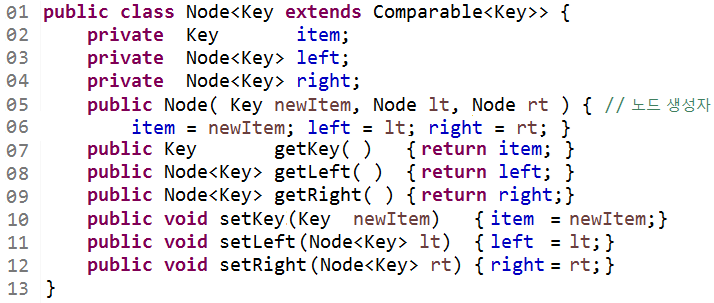 01 public class Node<Key extends Comparable<Key>> {
02     private  Key       item;
03     private  Node<Key> left;
04     private  Node<Key> right;
05     public Node( Key newItem, Node lt, Node rt ) { // 노드 생성자
06         item = newItem; left = lt; right = rt; }
07     public Key       getKey( )   { return item; }
08     public Node<Key> getLeft( )  { return left; }
09     public Node<Key> getRight( ) { return right;}
10     public void setKey(Key  newItem)   { item  = newItem;}
11     public void setLeft(Node<Key> lt)  { left  = lt;}
12     public void setRight(Node<Key> rt) { right = rt;}
13 }